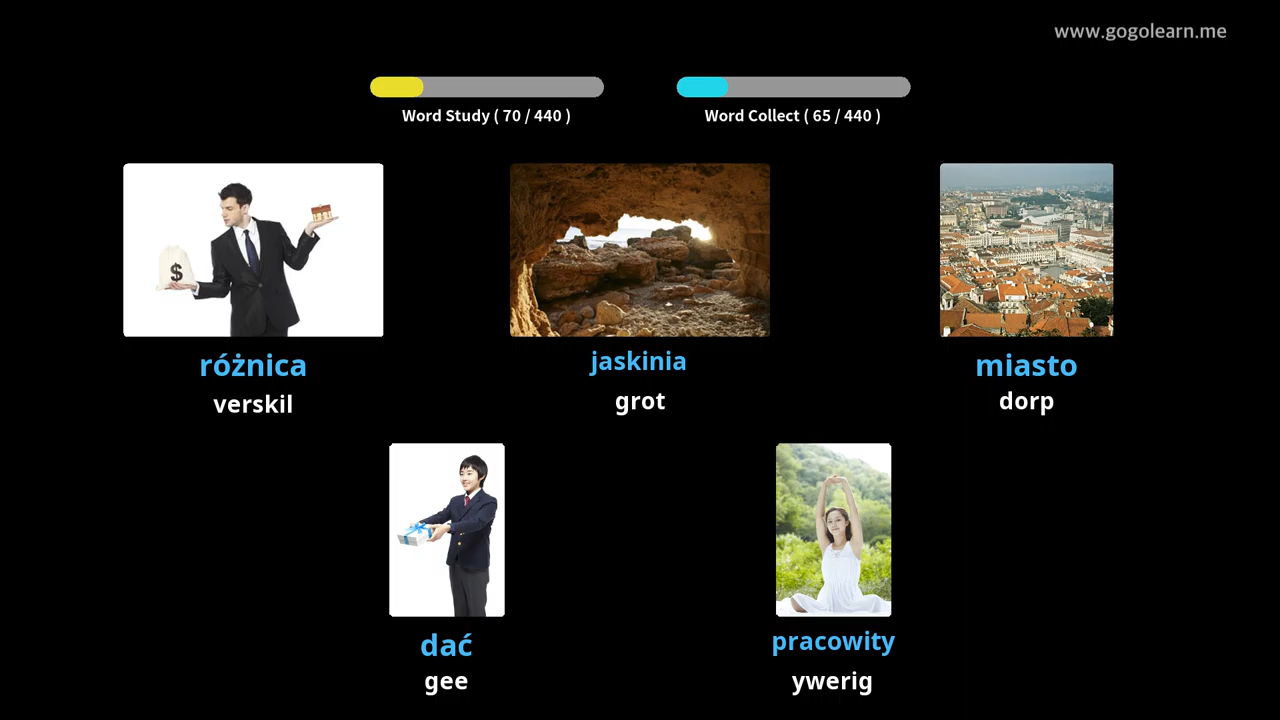 www.gogolearn.me
Word Study ( 70 / 440 )
Word Collect ( 65 / 440 )
$
różnica
verskil
jaskinia
grot
miasto
dorp
dać
gee
pracowity
ywerig